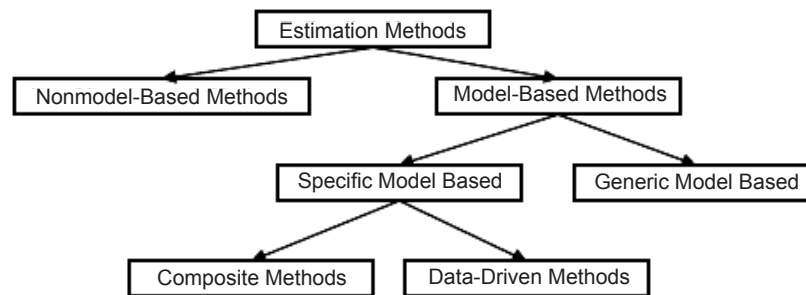 Estimation Methods
Nonmodel-Based Methods
Model-Based Methods
Specific Model Based
Generic Model Based
Composite Methods
Data-Driven Methods